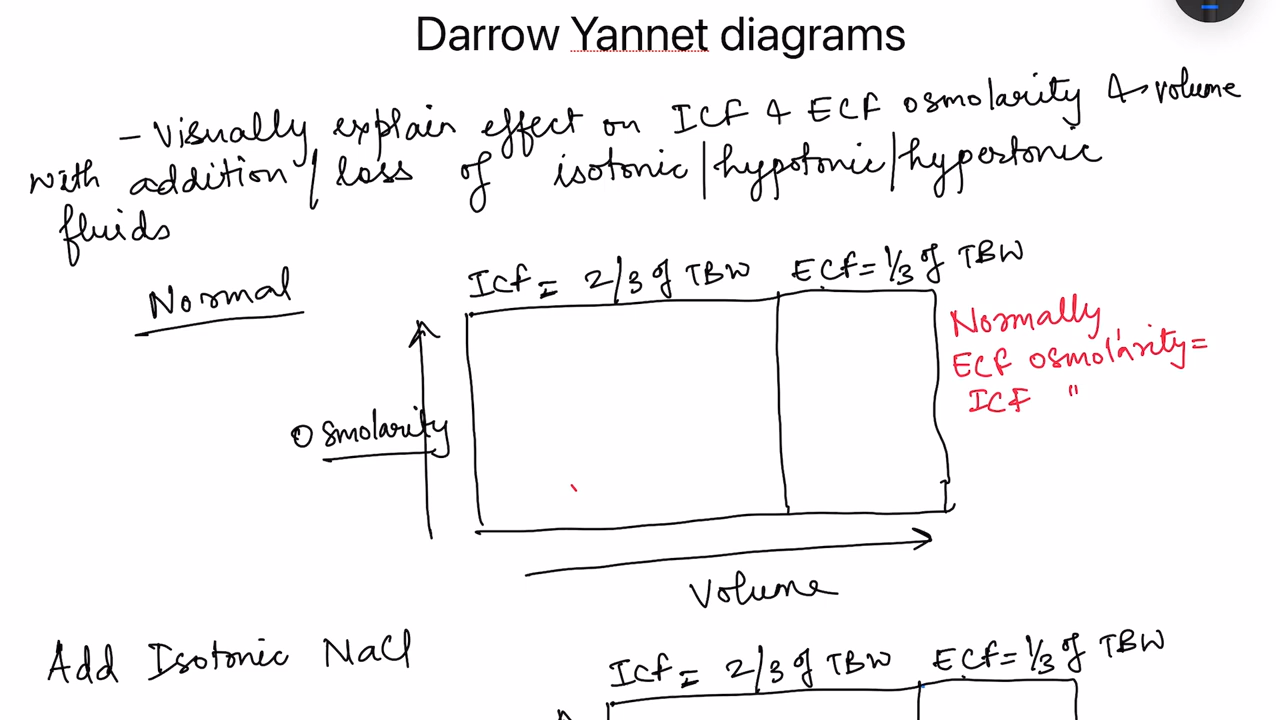 Darrow Yannet diagrams
- Visually explain effect on ICF & ECF osmolarity & volume
with addition/loss of isotonic/hypotonic/hypertonic
fluids
Normal
ICF = 2/3 of TBW ECF = 1/3 of TBW
Normally
ECF osmolarity =
ICF "
Osmolarity
Volume
Add Isotonic NaCl
ICF = 2/3 of TBW ECF = 1/3 of TBW